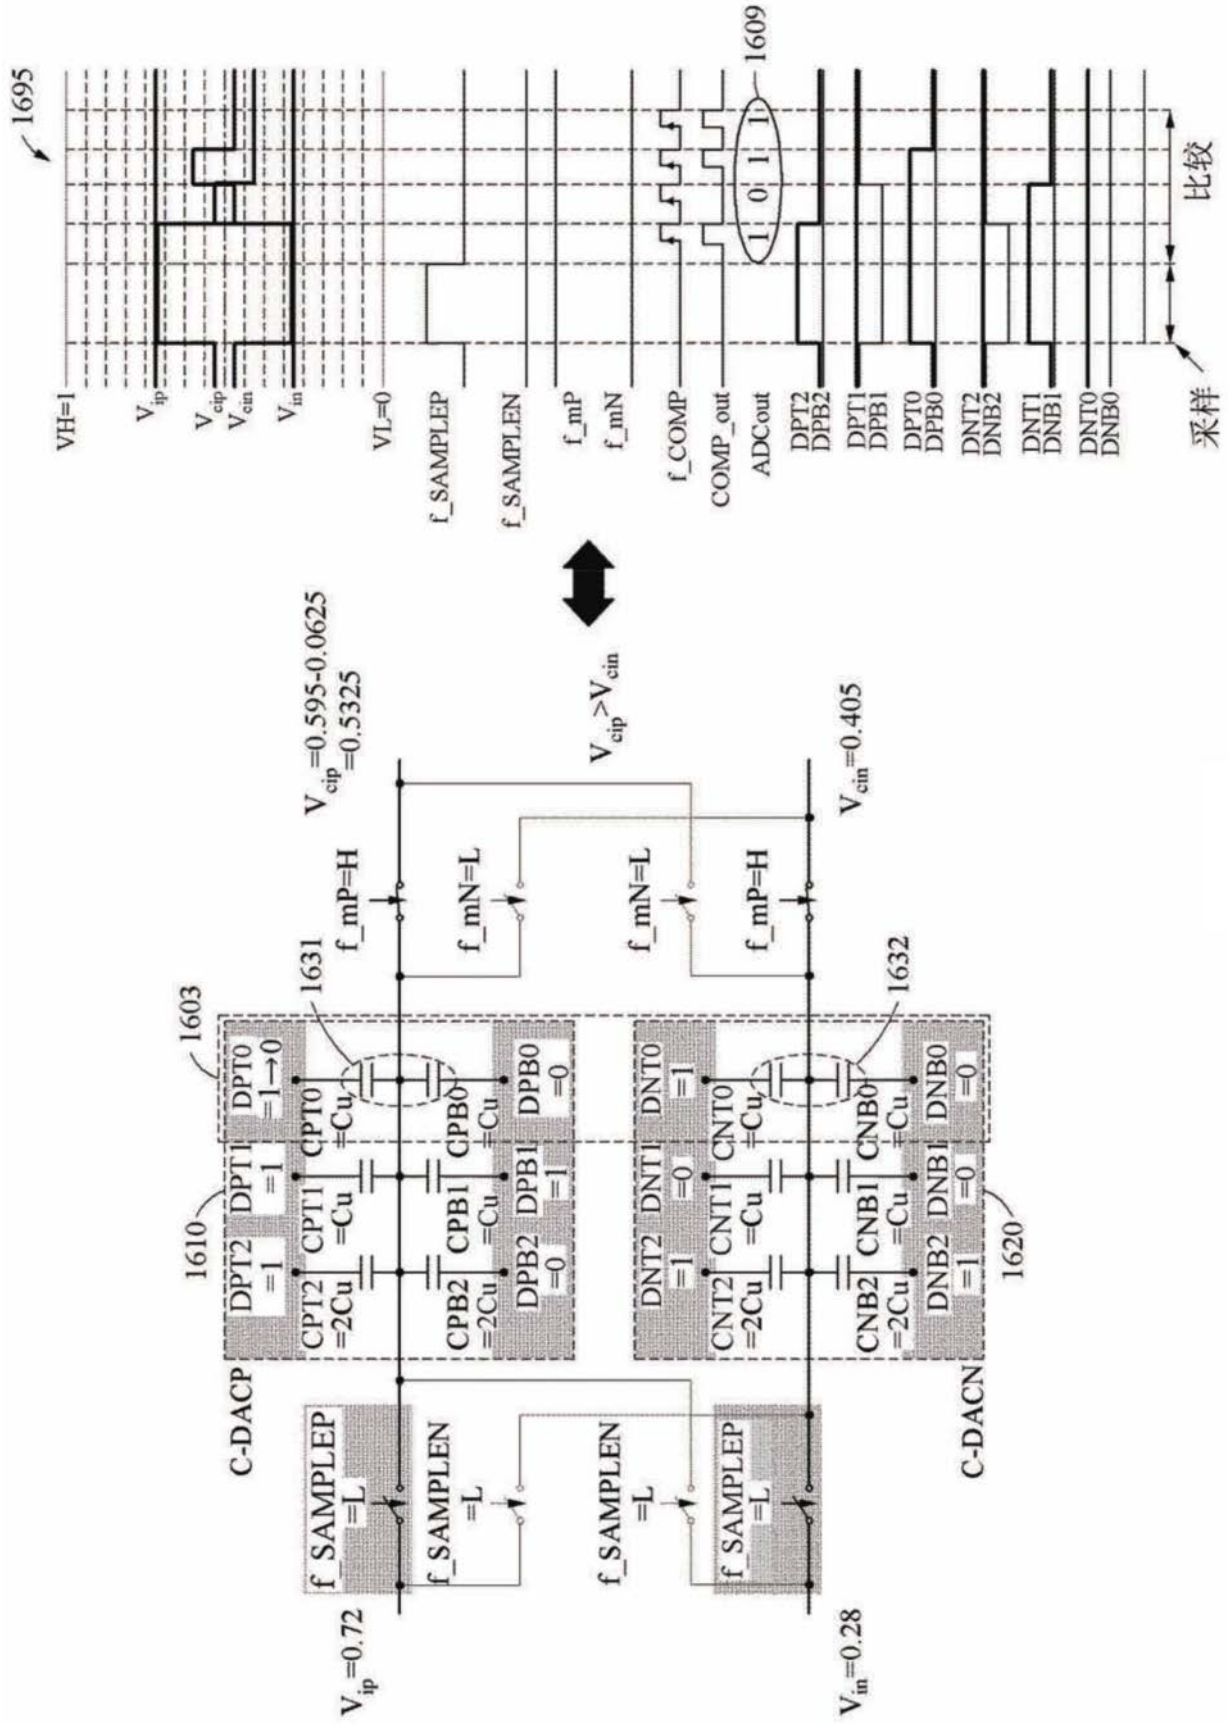 C-DACP
1610
1603
DPT2
=1
DPT1
=1
DPT0
=1→0
CPT2
=2Cu
CPT1
=Cu
CPT0
=Cu
1631
CPB2
=2Cu
CPB1
=Cu
CPB0
=Cu
DPB2
=0
DPB1
=1
DPB0
=0
V_ip=0.72
f_SAMPLEP
=L
f_SAMPLEN
=L
f_mP=H
f_mN=L
V_cip=0.595-0.0625
=0.5325
V_cip>V_cin
f_SAMPLEN
=L
f_SAMPLEP
=L
f_mN=L
f_mP=H
V_in=0.28
V_cin=0.405
DNT2
=1
DNT1
=0
DNT0
=1
CNT2
=2Cu
CNT1
=Cu
CNT0
=Cu
CNB2
=2Cu
CNB1
=Cu
CNB0
=Cu
1632
DNB2
=1
DNB1
=0
DNB0
=0
C-DACN
1620
1695
VH=1
V_ip
V_cip
V_cin
V_in
VL=0
f_SAMPLEP
f_SAMPLEN
f_mP
f_mN
f_COMP
COMP_out
ADCout 1 0 1 1
1609
DPT2
DPB2
DPT1
DPB1
DPT0
DPB0
DNT2
DNB2
DNT1
DNB1
DNT0
DNB0
采样
比较